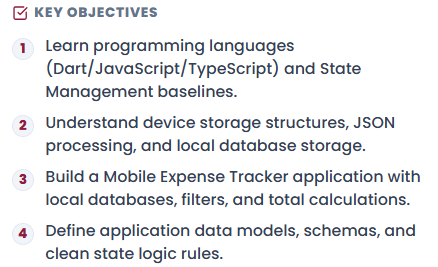 KEY OBJECTIVES
1 Learn programming languages
(Dart/JavaScript/TypeScript) and State
Management baselines.
2 Understand device storage structures, JSON
processing, and local database storage.
3 Build a Mobile Expense Tracker application with
local databases, filters, and total calculations.
4 Define application data models, schemas, and
clean state logic rules.